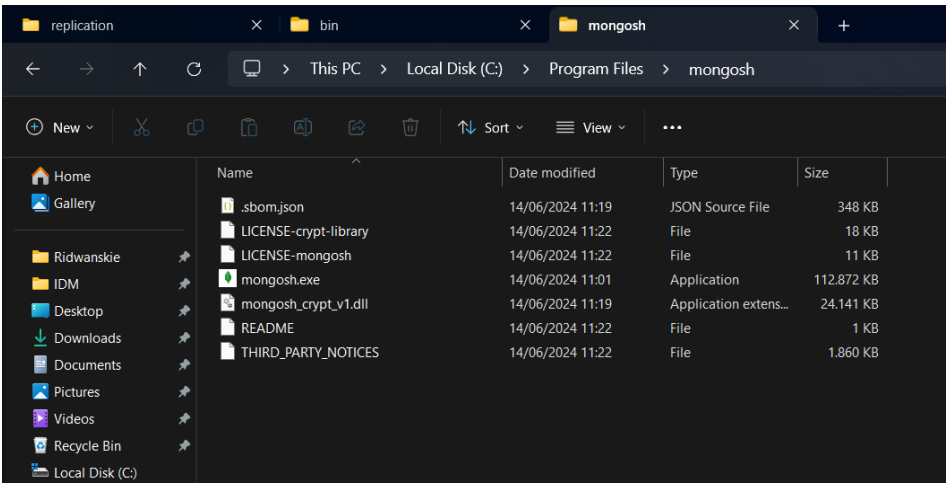 replication
bin
mongosh
This PC > Local Disk (C:) > Program Files > mongosh
New Sort View ...
Name Date modified Type Size
.sbom.json 14/06/2024 11:19 JSON Source File 348 KB
LICENSE-crypt-library 14/06/2024 11:22 File 18 KB
LICENSE-mongosh 14/06/2024 11:22 File 11 KB
mongosh.exe 14/06/2024 11:01 Application 112.872 KB
mongosh_crypt_v1.dll 14/06/2024 11:19 Application extens... 24.141 KB
README 14/06/2024 11:22 File 1 KB
THIRD_PARTY_NOTICES 14/06/2024 11:22 File 1.860 KB
Home
Gallery
Ridwanskie
IDM
Desktop
Downloads
Documents
Pictures
Videos
Recycle Bin
Local Disk (C:)